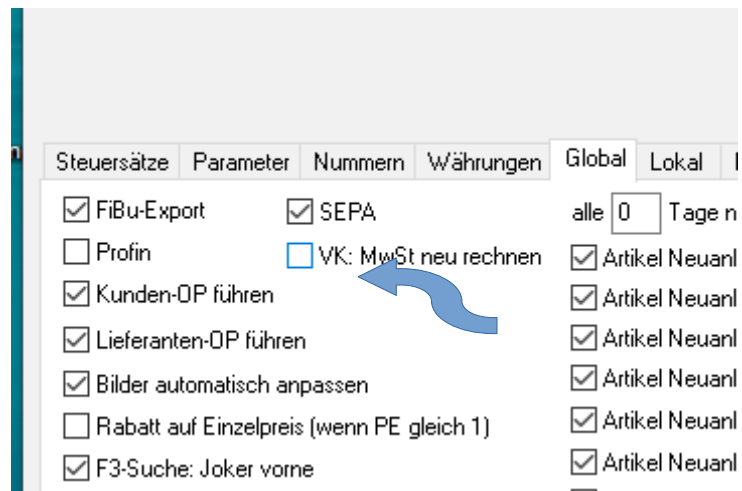 Steuersätze Parameter Nummern Währungen Global Lokal
FiBu-Export SEPA alle 0 Tage
Profin VK: MwSt neu rechnen Artikel
Kunden-OP führen Artikel
Lieferanten-OP führen Artikel
Bilder automatisch anpassen Artikel
Rabatt auf Einzelpreis (wenn PE gleich 1) Artikel
F3-Suche: Joker vorne Artikel